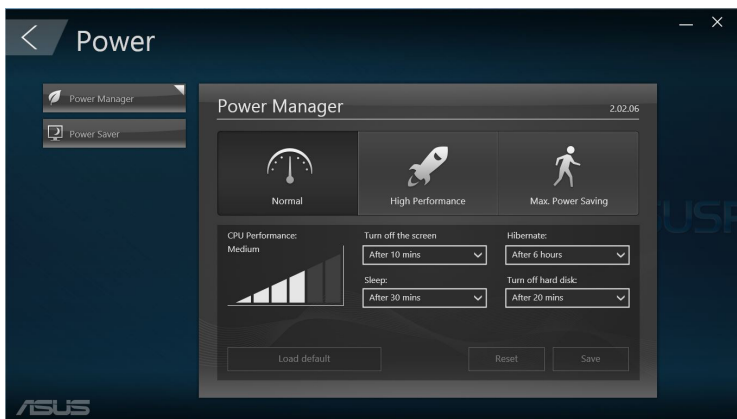 Power
Power Manager
Power Saver
Power Manager
2.02.06
Normal
High Performance
Max. Power Saving
CPU Performance:
Medium
Turn off the screen
After 10 mins
Hibernate:
After 6 hours
Sleep:
After 30 mins
Turn off hard disk:
After 20 mins
Load default
Reset
Save
ASUS